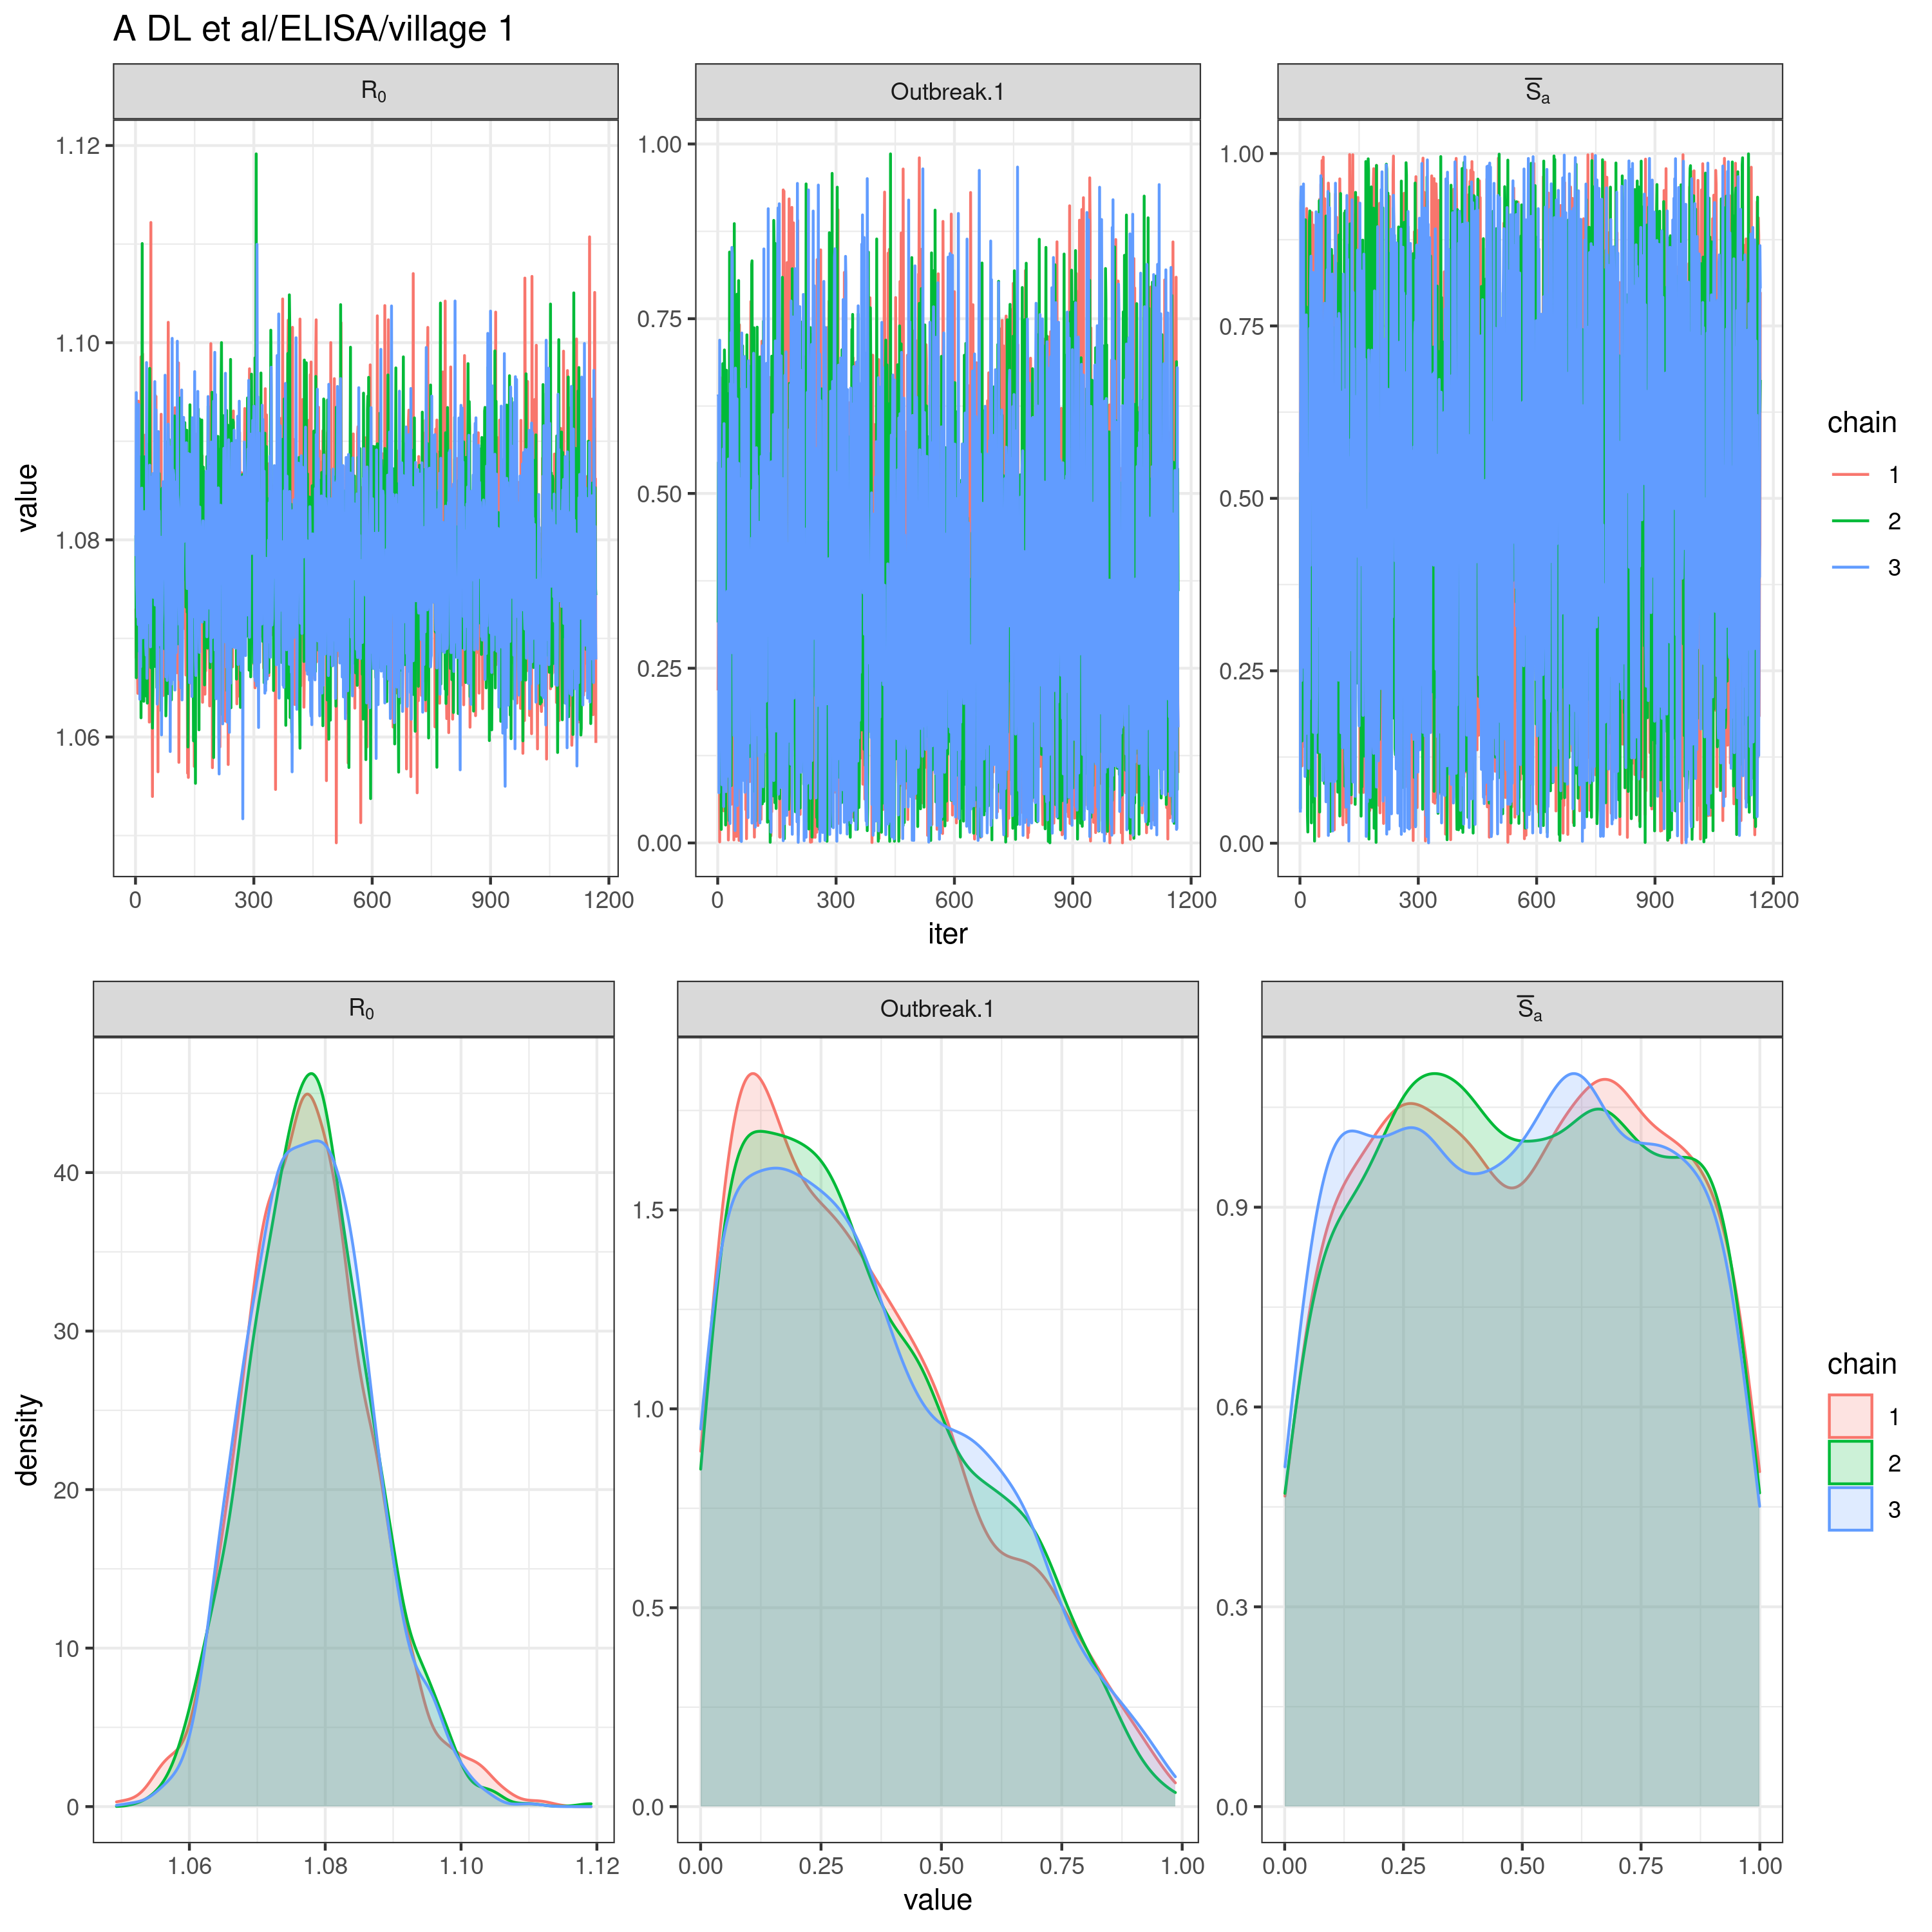 A DL et al/ELISA/village 1
R₀ Outbreak.1 S̅ₐ
1.12
1.10
1.08
1.06
1.00
0.75
0.50
0.25
0.00
1.00
0.75
0.50
0.25
0.00
value
0 300 600 900 1200
0 300 600 900 1200
0 300 600 900 1200
iter
chain
1
2
3
R₀ Outbreak.1 S̅ₐ
40
30
20
10
0
1.5
1.0
0.5
0.0
0.9
0.6
0.3
0.0
density
1.06 1.08 1.10 1.12
0.00 0.25 0.50 0.75 1.00
0.00 0.25 0.50 0.75 1.00
value
chain
1
2
3